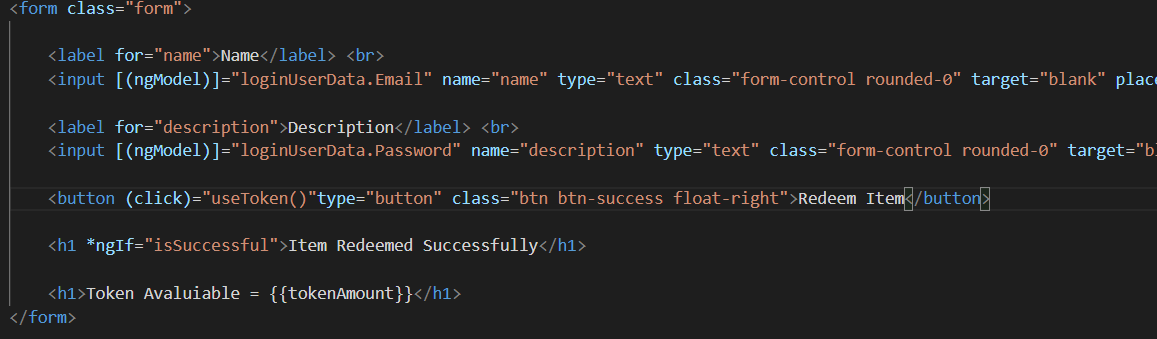 <form class="form">
<label for="name">Name</label> <br>
<input [(ngModel)]="loginUserData.Email" name="name" type="text" class="form-control rounded-0" target="blank" plac
<label for="description">Description</label> <br>
<input [(ngModel)]="loginUserData.Password" name="description" type="text" class="form-control rounded-0" target="bl
<button (click)="useToken()"type="button" class="btn btn-success float-right">Redeem Item</button>
<h1 *ngIf="isSuccessful">Item Redeemed Successfully</h1>
<h1>Token Avaluiable = {{tokenAmount}}</h1>
</form>